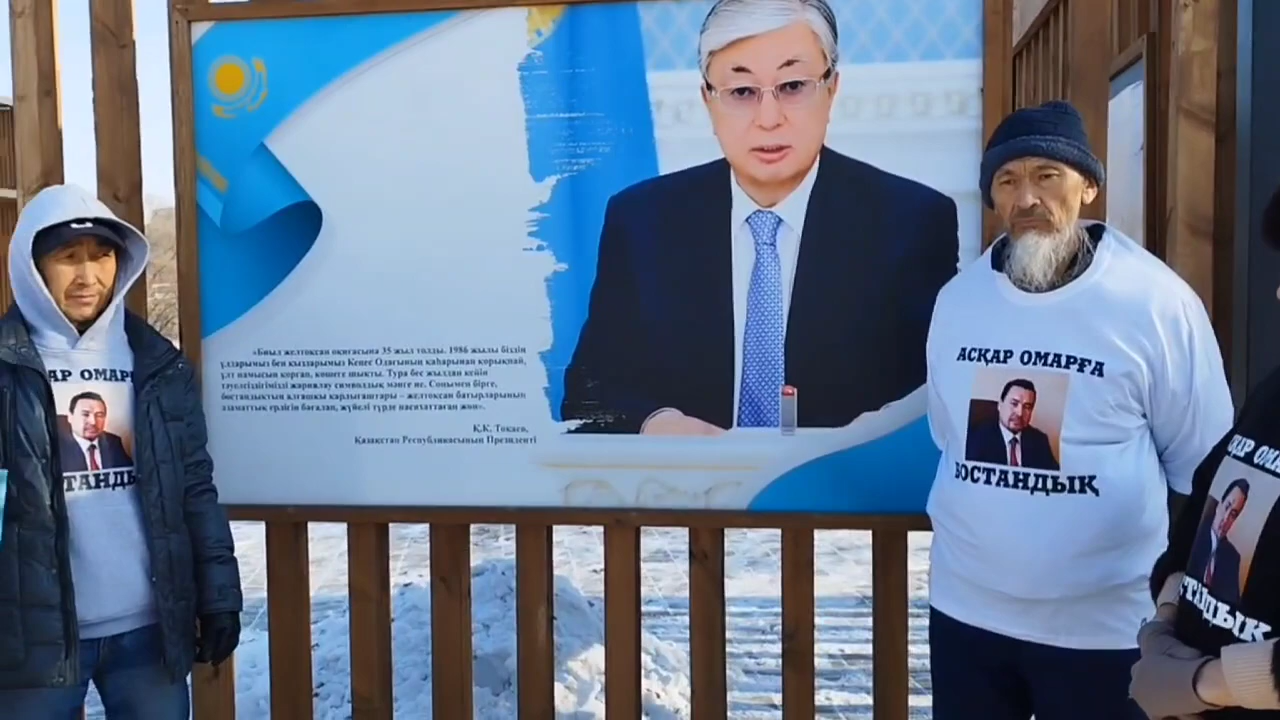 «Биыл желтоқсан оқиғасына 35 жыл толды. 1986 жылы біздің
ұлдарымыз бен қыздарымыз Кеңес Одағының қаһарынан қорықпай,
ұлт намысын қорғап, көшеге шықты. Тура бес жылдан кейін
тәуелсіздігімізді жариялау символдық мәнге ие. Сонымен бірге,
бостандықтың алғашқы қарлығаштары – желтоқсан батырларының
азаматтық ерлігін бағалап, жүйелі түрде насихаттаған жөн».
Қ.К. Тоқаев,
Қазақстан Республикасының Президенті
АР ОМАРҒ
ТАНДЫ
АСҚАР ОМАРҒА
БОСТАНДЫҚ
ҚАР ОМ
СТАНДЫҚ